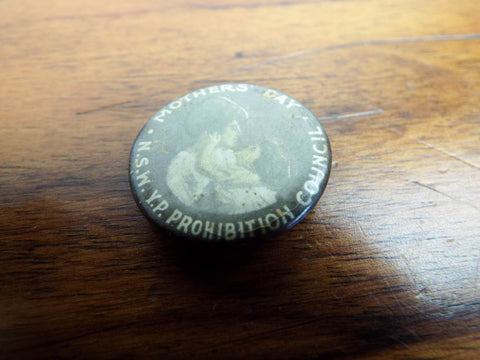 • MOTHERS' DAY •
N.S.W. Y.P. PROHIBITION COUNCIL